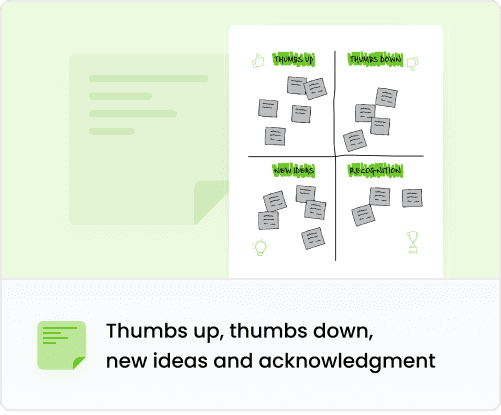 THUMBS UP
THUMBS DOWN
NEW IDEAS
RECOGNITION
Thumbs up, thumbs down,
new ideas and acknowledgment